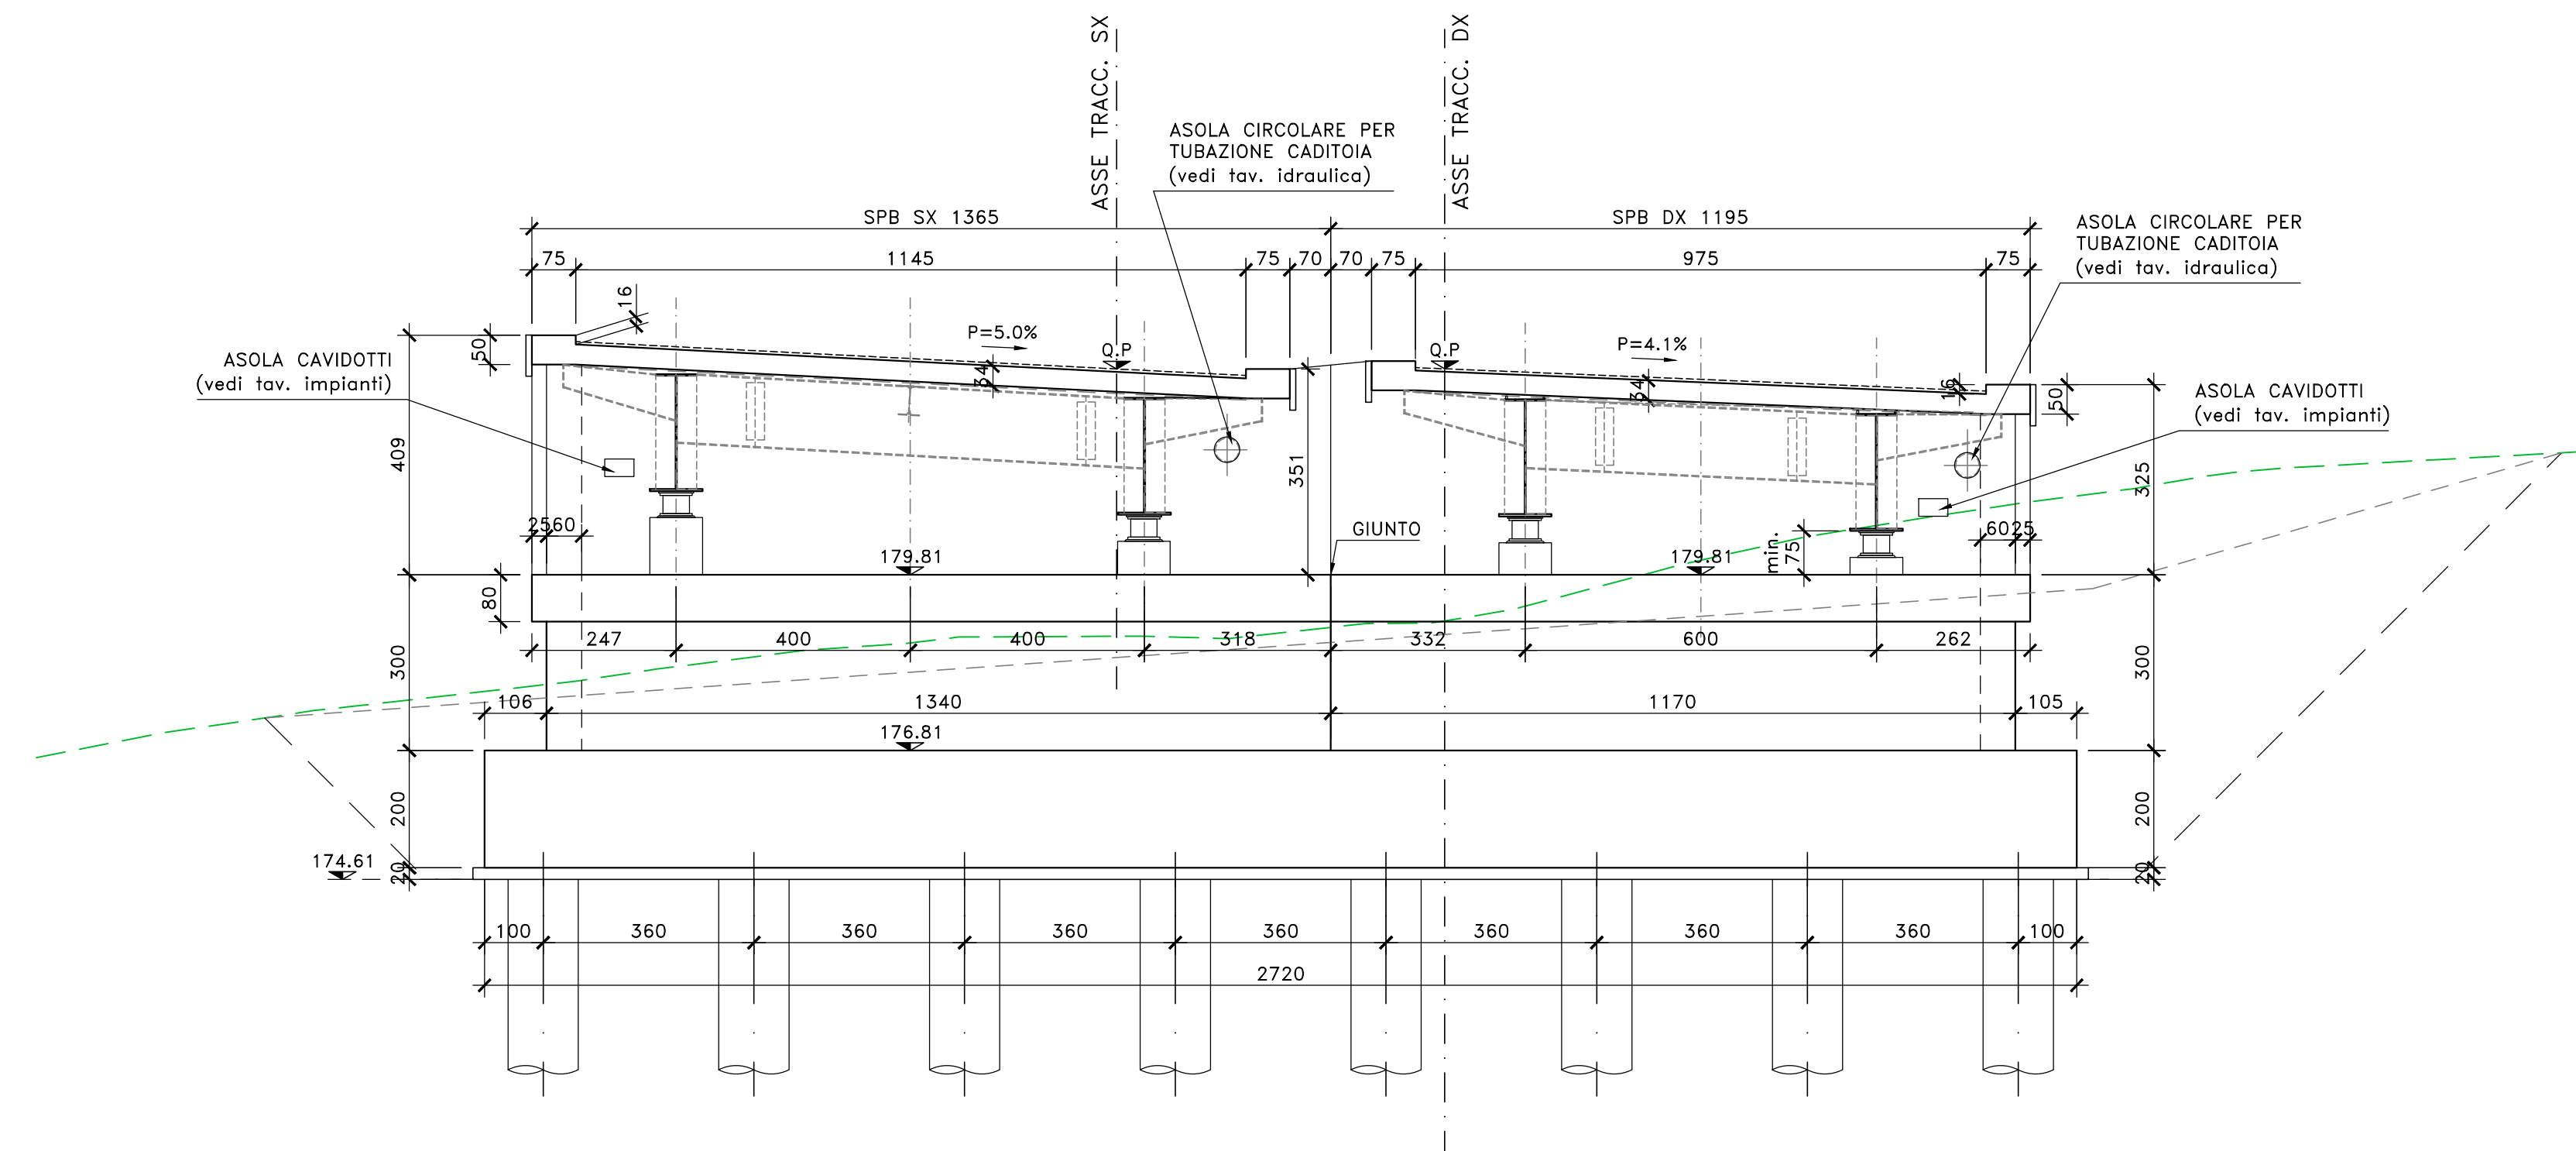 ASSE TRACC. SX
ASSE TRACC. DX
ASOLA CIRCOLARE PER
TUBAZIONE CADITOIA
(vedi tav. idraulica)
SPB SX 1365
SPB DX 1195
ASOLA CIRCOLARE PER
TUBAZIONE CADITOIA
(vedi tav. idraulica)
75
1145
75
70
70
75
975
75
16
P=5.0%
Q.P
Q.P
P=4.1%
50
34
34
16
50
ASOLA CAVIDOTTI
(vedi tav. impianti)
ASOLA CAVIDOTTI
(vedi tav. impianti)
409
351
325
2560
GIUNTO
6025
179.81
179.81
min.
75
80
247
400
400
318
332
600
262
300
300
106
1340
1170
105
176.81
200
200
174.61
20
20
100
360
360
360
360
360
360
360
100
2720